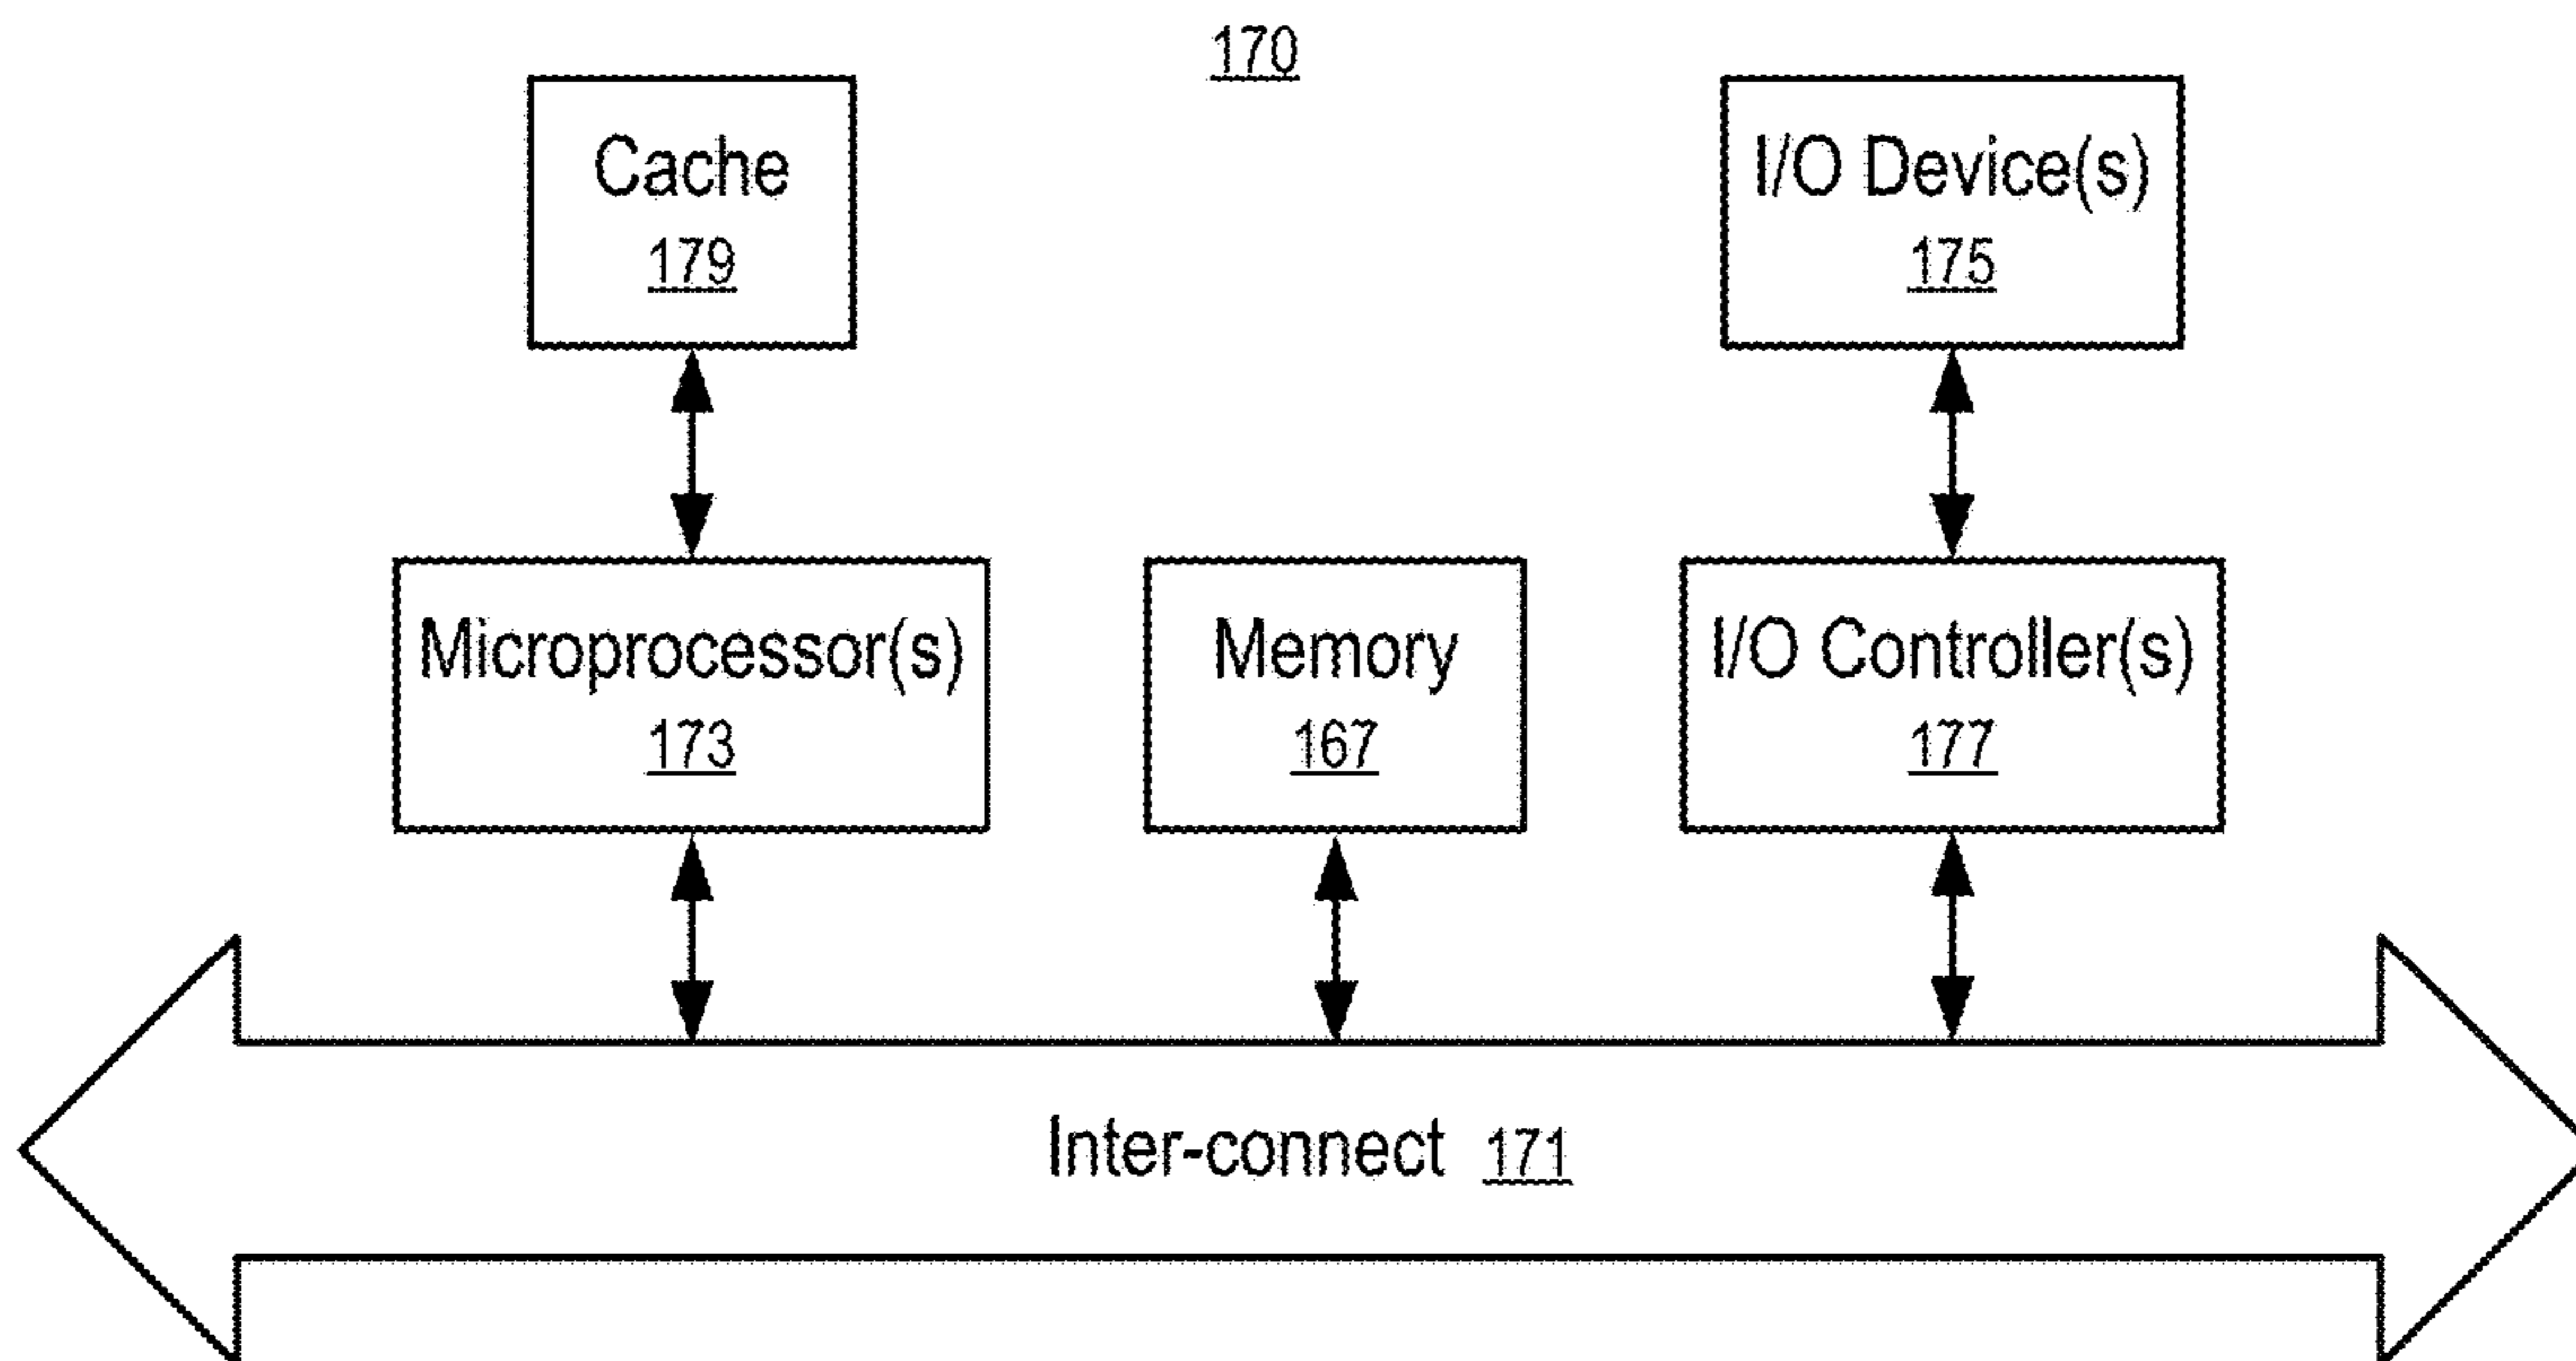 170
Cache
179
I/O Device(s)
175
Microprocessor(s)
173
Memory
167
I/O Controller(s)
177
Inter-connect 171